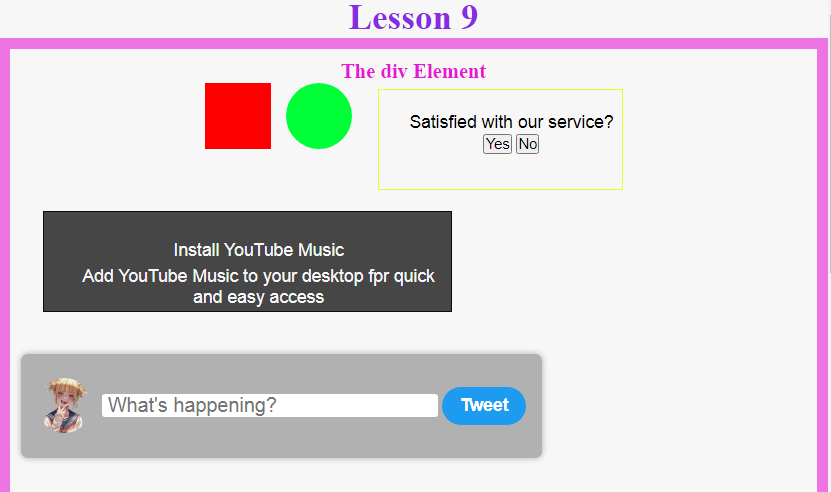 Lesson 9
The div Element
Satisfied with our service?
Yes No
Install YouTube Music
Add YouTube Music to your desktop fpr quick
and easy access
What's happening? Tweet